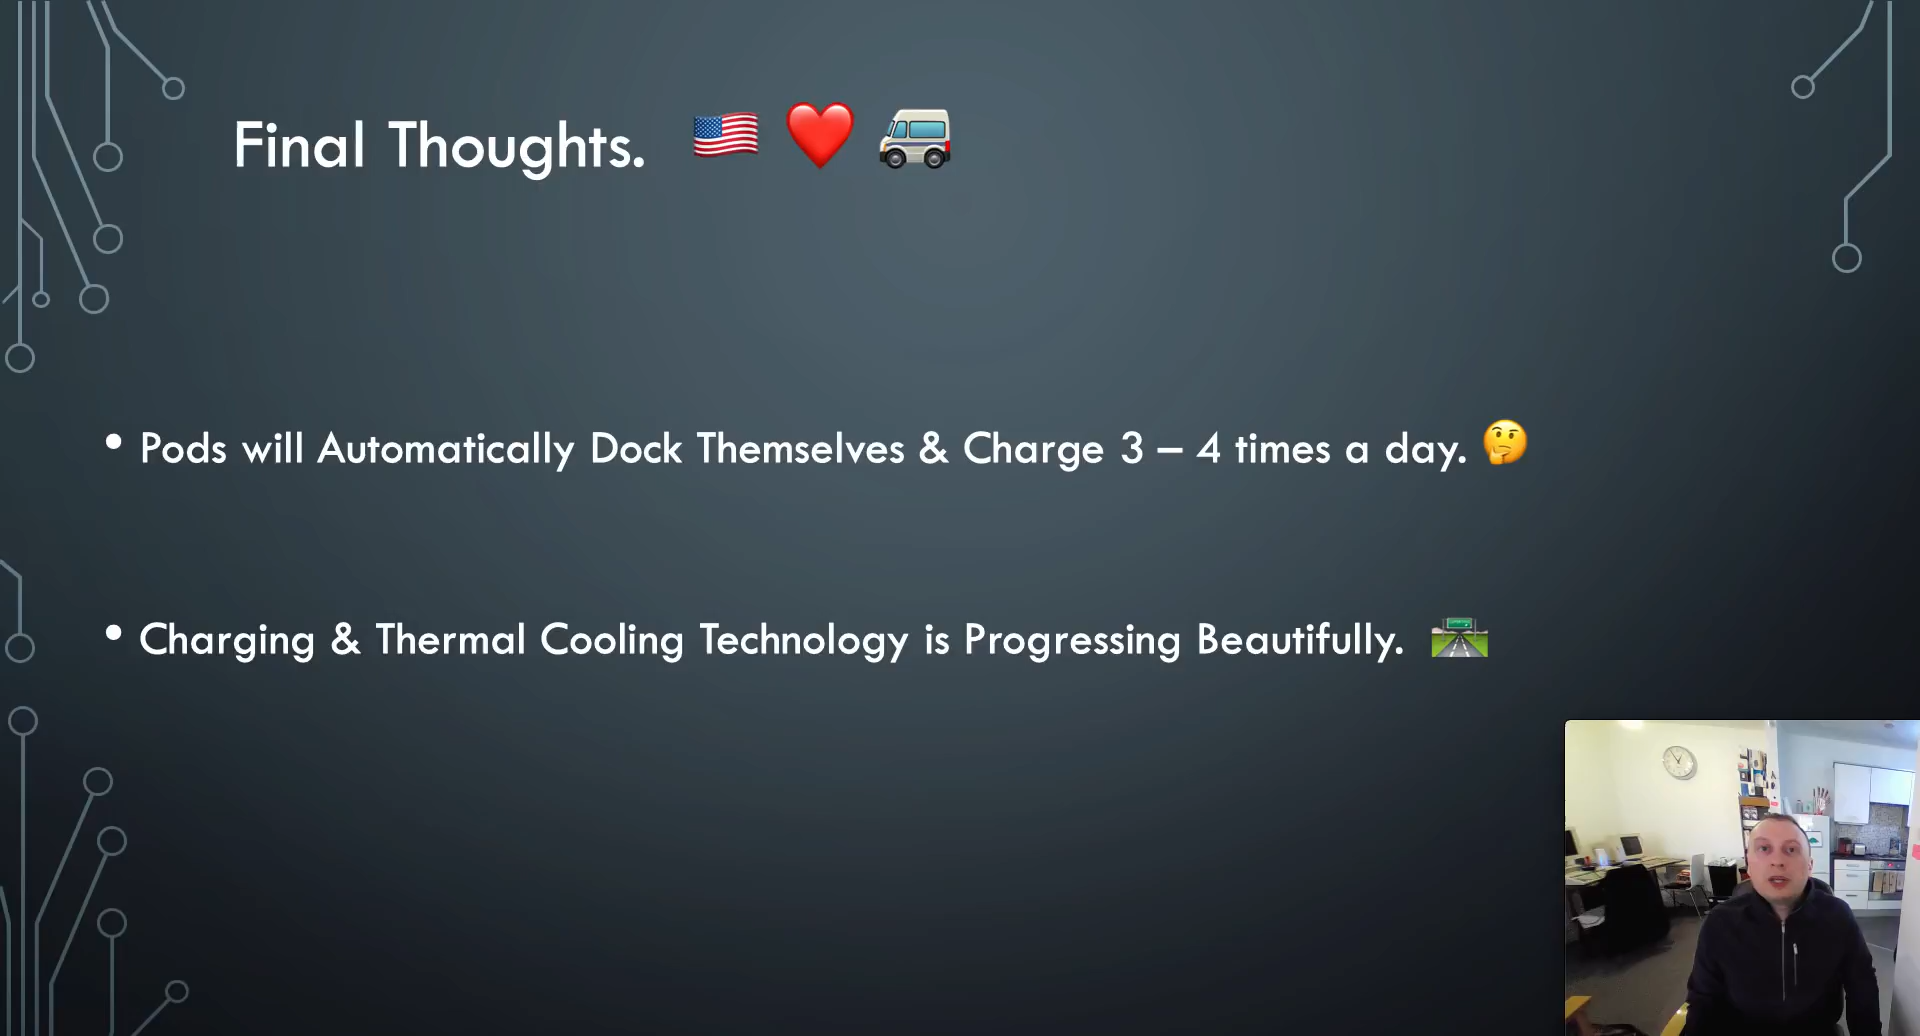 Final Thoughts. 🇺🇸 ❤️ 🚐
• Pods will Automatically Dock Themselves & Charge 3 – 4 times a day. 🤔
• Charging & Thermal Cooling Technology is Progressing Beautifully. 🛣️